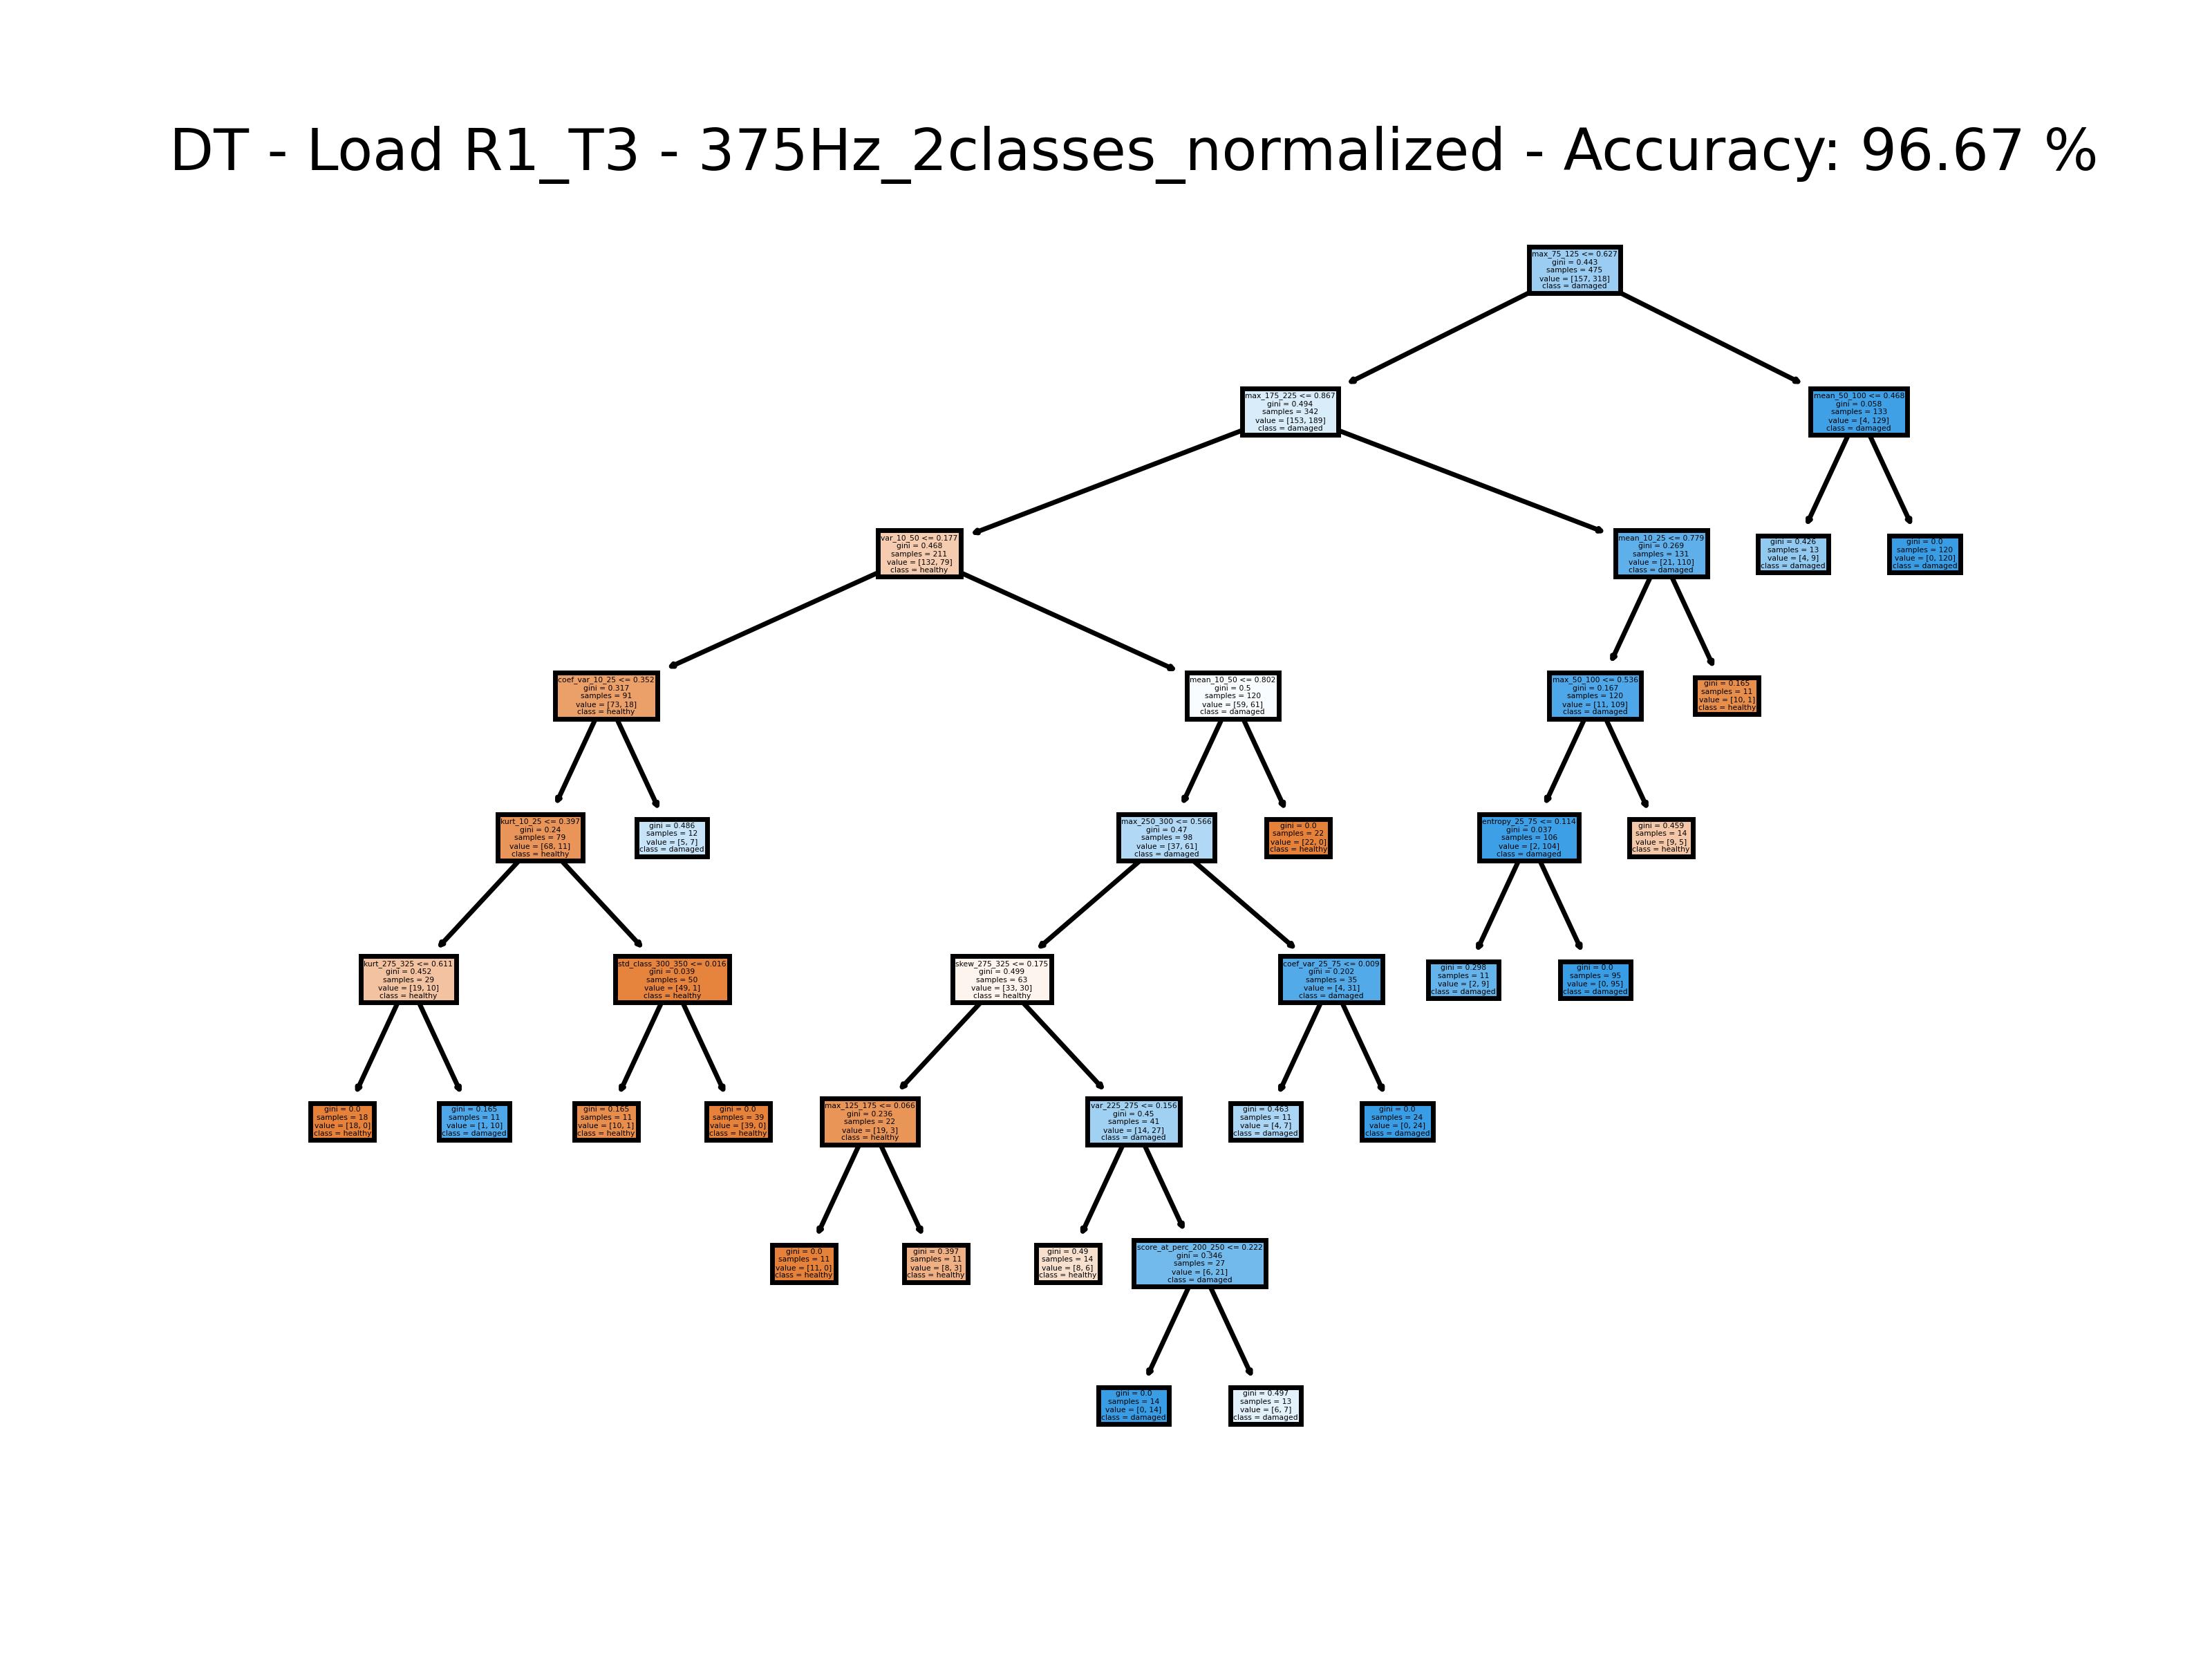 DT - Load R1_T3 - 375Hz_2classes_normalized - Accuracy: 96.67 %
max_75_125 <= 0.627
gini = 0.443
samples = 475
value = [157, 318]
class = damaged
max_175_225 <= 0.867
gini = 0.494
samples = 342
value = [153, 189]
class = damaged
mean_50_100 <= 0.468
gini = 0.058
samples = 133
value = [4, 129]
class = damaged
var_10_50 <= 0.177
gini = 0.468
samples = 211
value = [132, 79]
class = healthy
mean_10_25 <= 0.779
gini = 0.269
samples = 131
value = [21, 110]
class = damaged
gini = 0.426
samples = 13
value = [4, 9]
class = damaged
gini = 0.0
samples = 120
value = [0, 120]
class = damaged
coef_var_10_25 <= 0.352
gini = 0.317
samples = 91
value = [73, 18]
class = healthy
mean_10_50 <= 0.802
gini = 0.5
samples = 120
value = [59, 61]
class = damaged
max_50_100 <= 0.536
gini = 0.167
samples = 120
value = [11, 109]
class = damaged
gini = 0.165
samples = 11
value = [10, 1]
class = healthy
kurt_10_25 <= 0.397
gini = 0.24
samples = 79
value = [68, 11]
class = healthy
gini = 0.486
samples = 12
value = [5, 7]
class = damaged
max_250_300 <= 0.566
gini = 0.47
samples = 98
value = [37, 61]
class = damaged
gini = 0.0
samples = 22
value = [22, 0]
class = healthy
entropy_25_75 <= 0.114
gini = 0.037
samples = 106
value = [2, 104]
class = damaged
gini = 0.459
samples = 14
value = [9, 5]
class = healthy
kurt_275_325 <= 0.611
gini = 0.452
samples = 29
value = [19, 10]
class = healthy
std_class_300_350 <= 0.016
gini = 0.039
samples = 50
value = [49, 1]
class = healthy
skew_275_325 <= 0.175
gini = 0.499
samples = 63
value = [33, 30]
class = healthy
coef_var_25_75 <= 0.009
gini = 0.202
samples = 35
value = [4, 31]
class = damaged
gini = 0.298
samples = 11
value = [2, 9]
class = damaged
gini = 0.0
samples = 95
value = [0, 95]
class = damaged
gini = 0.0
samples = 18
value = [18, 0]
class = healthy
gini = 0.165
samples = 11
value = [1, 10]
class = damaged
gini = 0.165
samples = 11
value = [10, 1]
class = healthy
gini = 0.0
samples = 39
value = [39, 0]
class = healthy
max_125_175 <= 0.066
gini = 0.236
samples = 22
value = [19, 3]
class = healthy
var_225_275 <= 0.156
gini = 0.45
samples = 41
value = [14, 27]
class = damaged
gini = 0.463
samples = 11
value = [4, 7]
class = damaged
gini = 0.0
samples = 24
value = [0, 24]
class = damaged
gini = 0.0
samples = 11
value = [11, 0]
class = healthy
gini = 0.397
samples = 11
value = [8, 3]
class = healthy
gini = 0.49
samples = 14
value = [8, 6]
class = healthy
score_at_perc_200_250 <= 0.222
gini = 0.346
samples = 27
value = [6, 21]
class = damaged
gini = 0.0
samples = 14
value = [0, 14]
class = damaged
gini = 0.497
samples = 13
value = [6, 7]
class = damaged